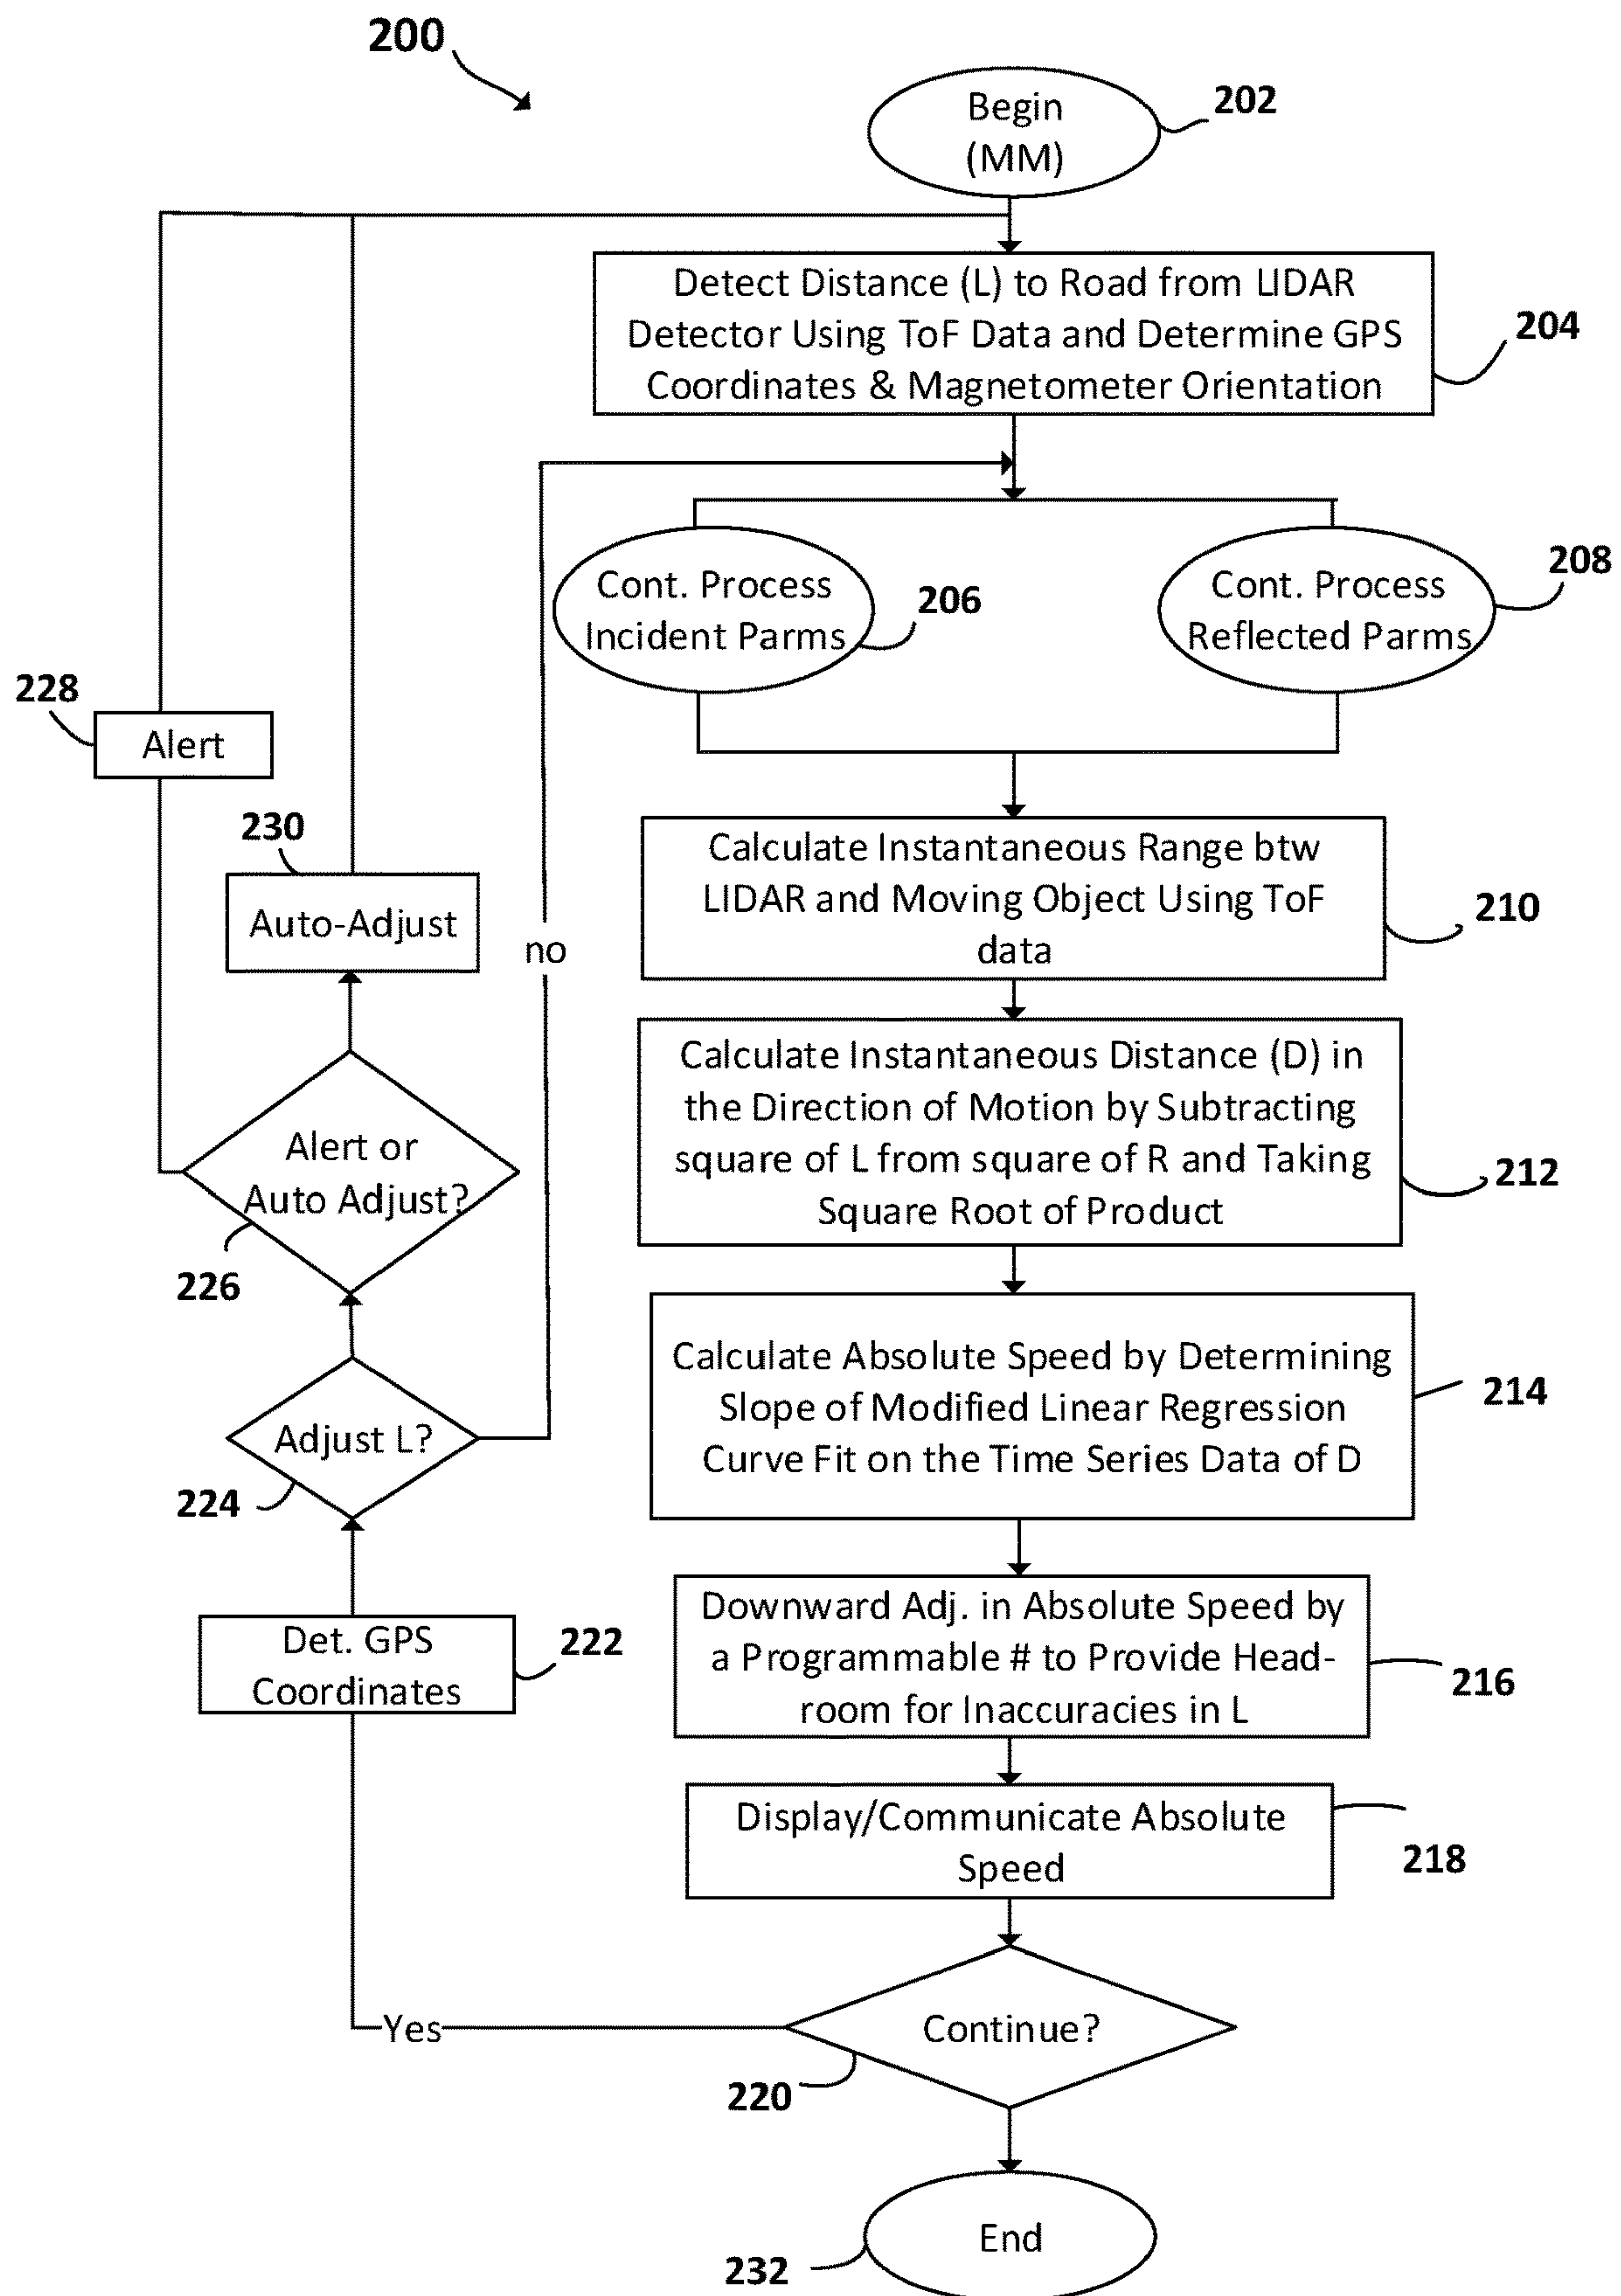 200
Begin
(MM)
202
Detect Distance (L) to Road from LIDAR
Detector Using ToF Data and Determine GPS
Coordinates & Magnetometer Orientation
204
Cont. Process
Incident Parms
206
Cont. Process
Reflected Parms
208
228
Alert
230
Auto-Adjust
no
Calculate Instantaneous Range btw
LIDAR and Moving Object Using ToF
data
210
Calculate Instantaneous Distance (D) in
the Direction of Motion by Subtracting
square of L from square of R and Taking
Square Root of Product
212
Alert or
Auto Adjust?
226
Calculate Absolute Speed by Determining
Slope of Modified Linear Regression
Curve Fit on the Time Series Data of D
214
Adjust L?
224
Downward Adj. in Absolute Speed by
a Programmable # to Provide Head-
room for Inaccuracies in L
216
Det. GPS
Coordinates
222
Display/Communicate Absolute
Speed
218
Yes
Continue?
220
End
232